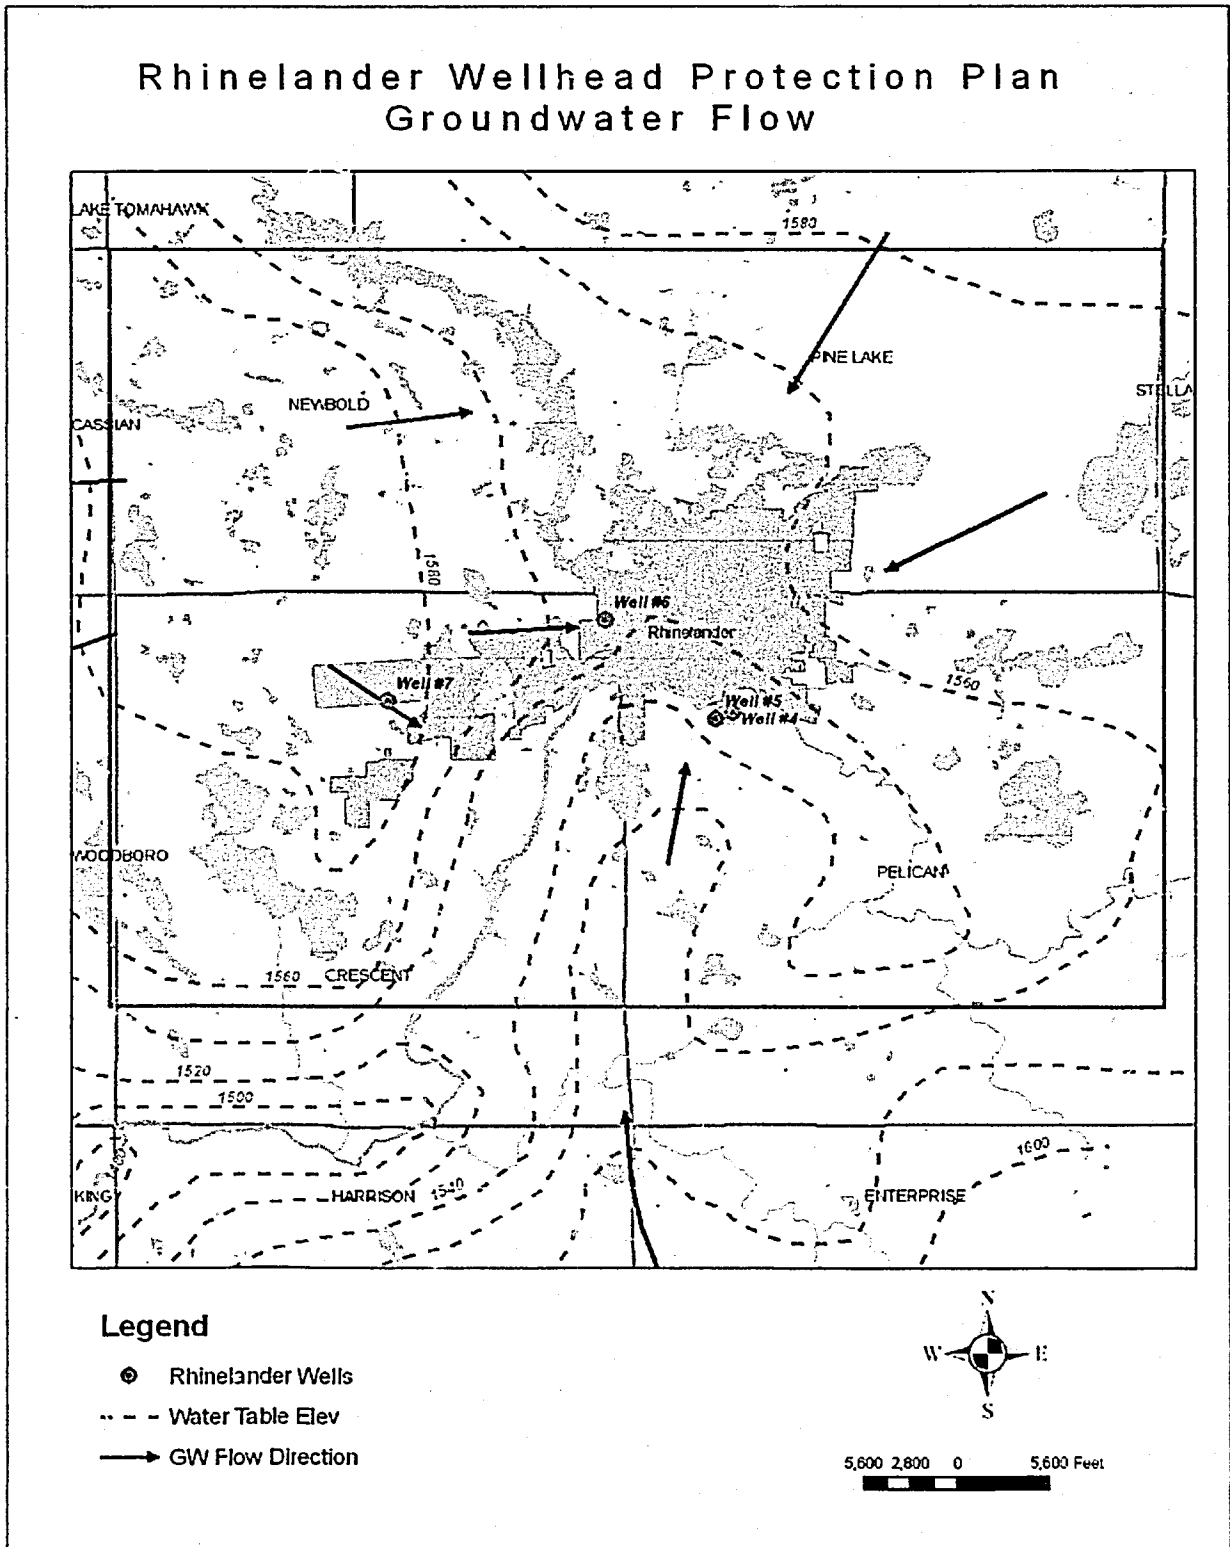 Rhinelander Wellhead Protection Plan
Groundwater Flow
LAKE TOMAHAWK
1580
PINE LAKE
STELLA
NEWBOLD
CASSIAN
1580
Well #6
Rhinelander
Well #7
1560
Well #5
Well #4
WOODBORO
PELICAN
1560
CRESCENT
1520
1500
1600
KING
HARRISON
1540
ENTERPRISE
Legend
Rhinelander Wells
Water Table Elev
GW Flow Direction
N
W
E
S
5,600 2,800 0 5,600 Feet